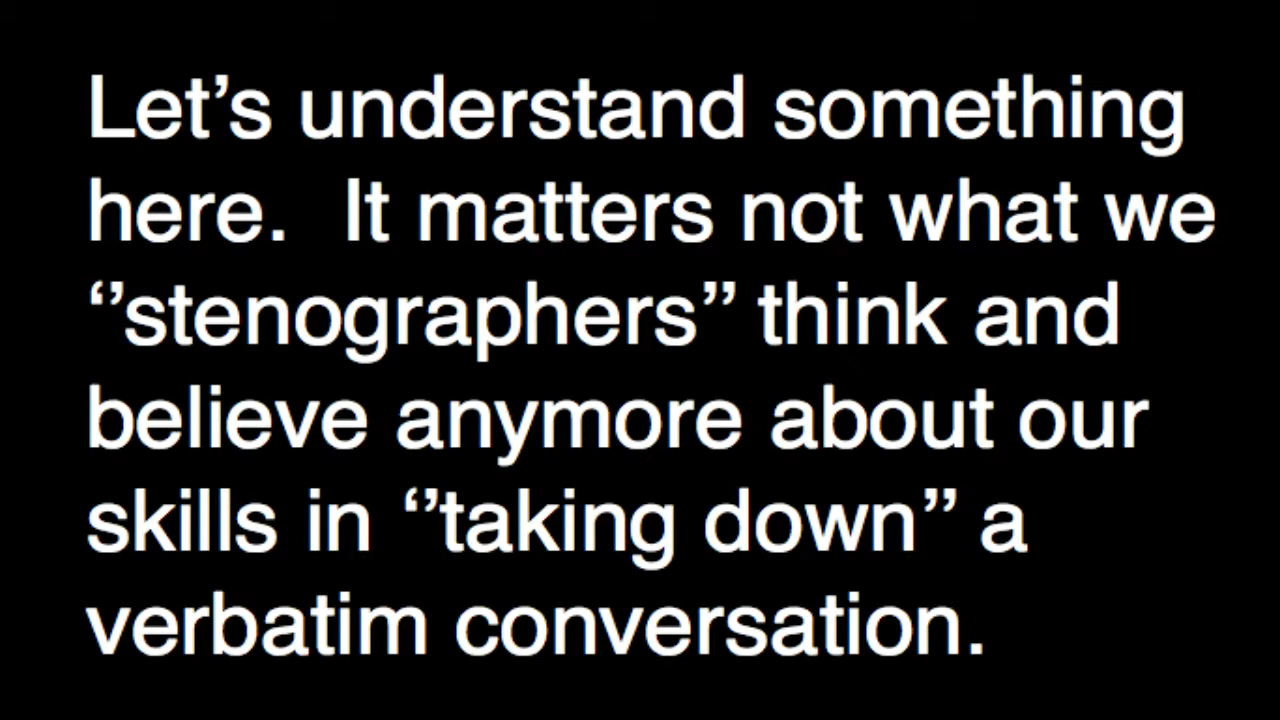 Let’s understand something
here.  It matters not what we
‘’stenographers’’ think and
believe anymore about our
skills in ‘’taking down’’ a
verbatim conversation.